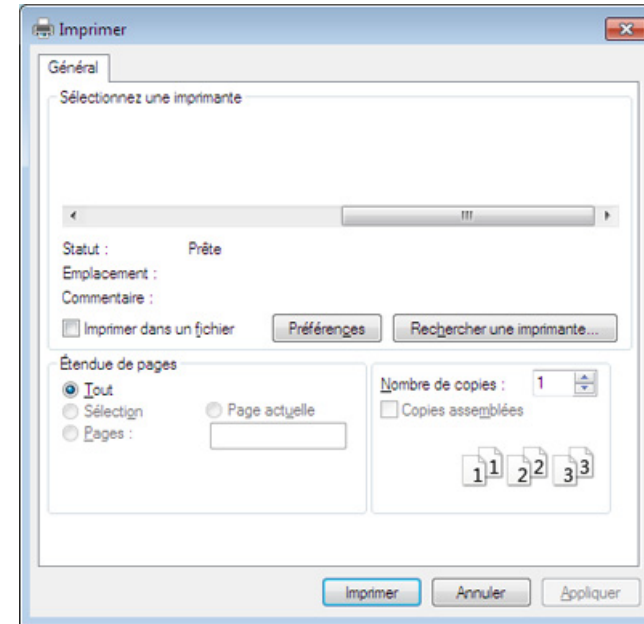 Imprimer
Général
Sélectionnez une imprimante
Statut : Prête
Emplacement :
Commentaire :
Imprimer dans un fichier Préférences Rechercher une imprimante...
Étendue de pages
Tout
Sélection Page actuelle
Pages :
Nombre de copies : 1
Copies assemblées
1 1 2 2 3 3
Imprimer Annuler Appliquer